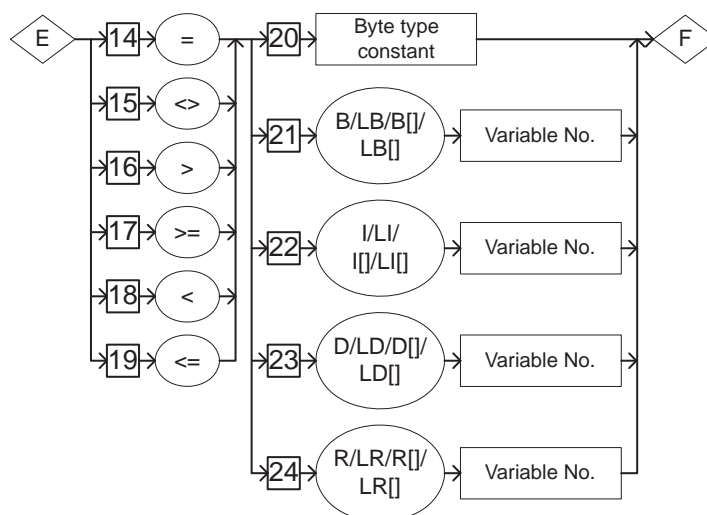 E
14
=
20
Byte type
constant
F
15
<>
21
B/LB/B[]/
LB[]
Variable No.
16
>
17
>=
22
I/LI/
I[]/LI[]
Variable No.
18
<
19
<=
23
D/LD/D[]/
LD[]
Variable No.
24
R/LR/R[]/
LR[]
Variable No.